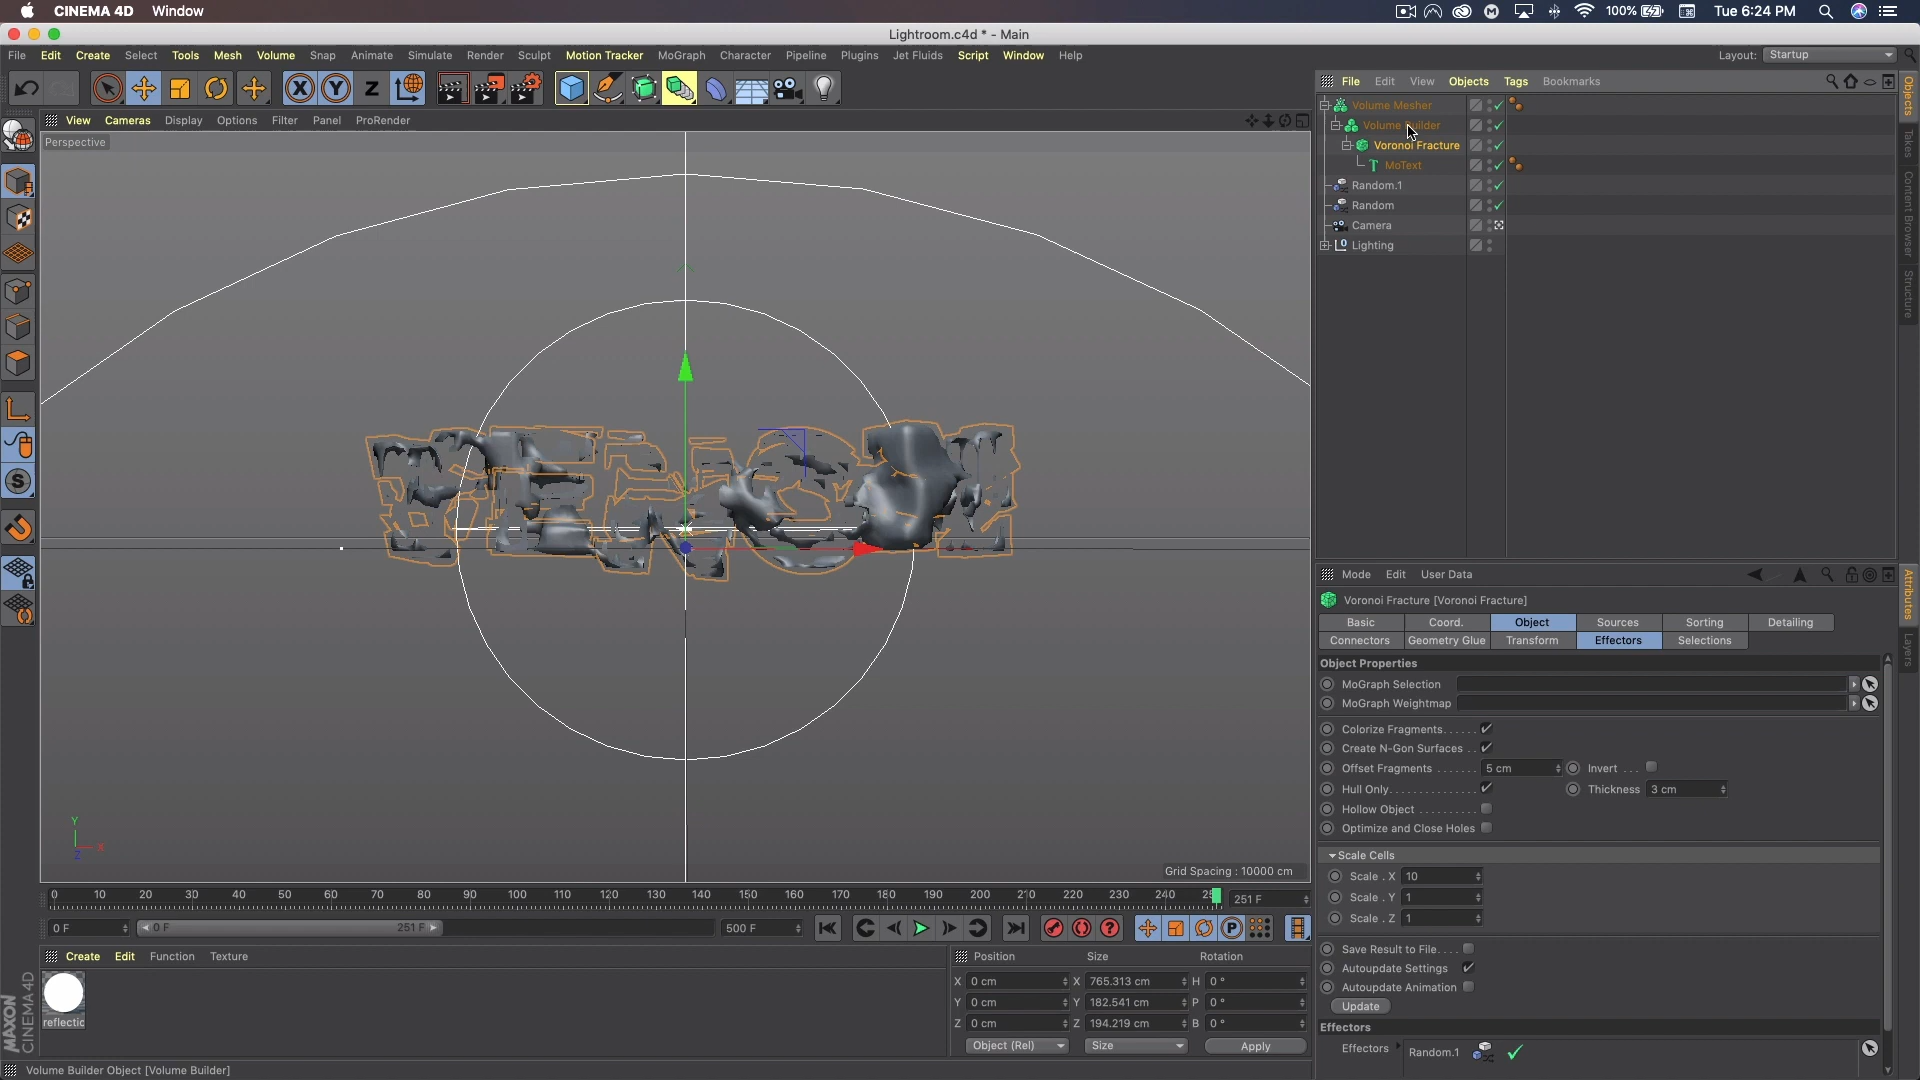 CINEMA 4D Window
100% Tue 6:24 PM
Lightroom.c4d * - Main
File Edit Create Select Tools Mesh Volume Snap Animate Simulate Render Sculpt Motion Tracker MoGraph Character Pipeline Plugins Jet Fluids Script Window Help
Layout: Startup
File Edit View Objects Tags Bookmarks
View Cameras Display Options Filter Panel ProRender
Perspective
Volume Mesher
Volume Builder
Voronoi Fracture
MoText
Random.1
Random
Camera
Lighting
Objects
Takes
Content Browser
Structure
Mode Edit User Data
Voronoi Fracture [Voronoi Fracture]
Basic Coord. Object Sources Sorting Detailing
Connectors Geometry Glue Transform Effectors Selections
Attributes
Layers
Object Properties
MoGraph Selection
MoGraph Weightmap
Colorize Fragments......
Create N-Gon Surfaces . .
Offset Fragments ....... 5 cm Invert ...
Hull Only............... Thickness 3 cm
Hollow Object ..........
Optimize and Close Holes
Scale Cells
Scale . X 10
Scale . Y 1
Scale . Z 1
Save Result to File....
Autoupdate Settings
Autoupdate Animation
Update
Effectors
Effectors Random.1
Y
X
Z
Grid Spacing : 10000 cm
0 10 20 30 40 50 60 70 80 90 100 110 120 130 140 150 160 170 180 190 200 210 220 230 240 251 F
0 F 0 F 251 F 500 F
Create Edit Function Texture
reflectic
Position Size Rotation
X 0 cm X 765.313 cm H 0 °
Y 0 cm Y 182.541 cm P 0 °
Z 0 cm Z 194.219 cm B 0 °
Object (Rel) Size Apply
MAXON
CINEMA 4D
Volume Builder Object [Volume Builder]